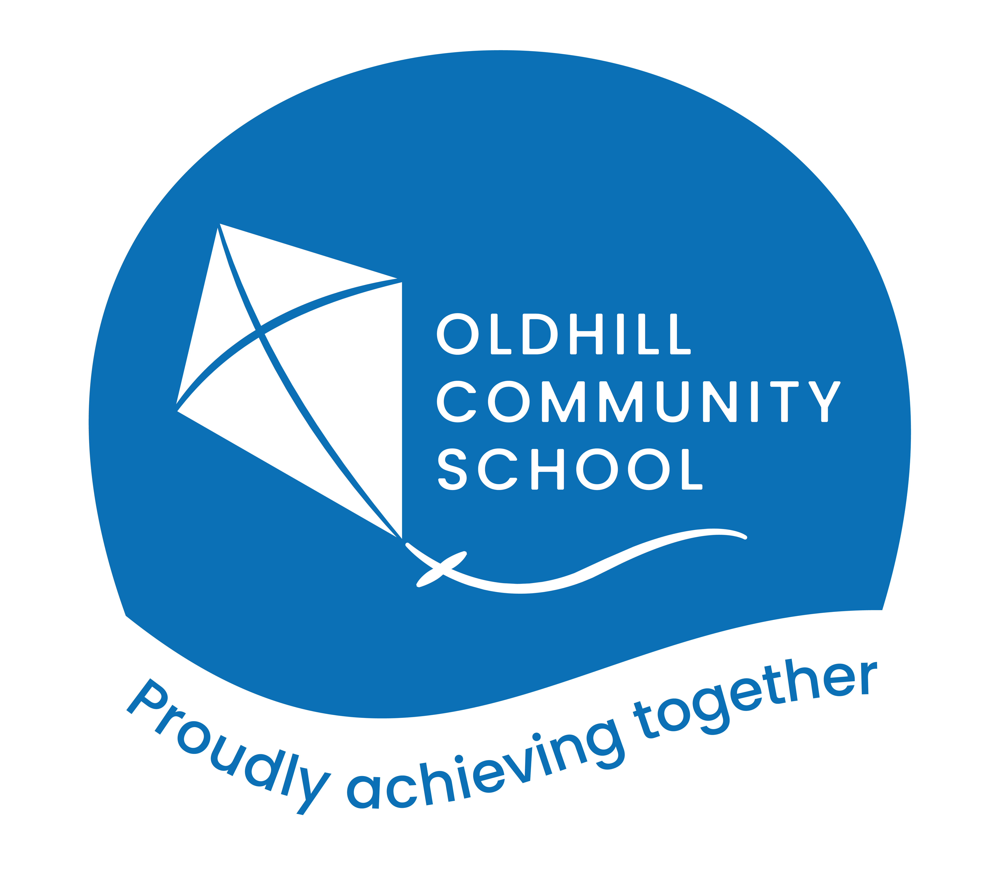 OLDHILL
COMMUNITY
SCHOOL
Proudly achieving together